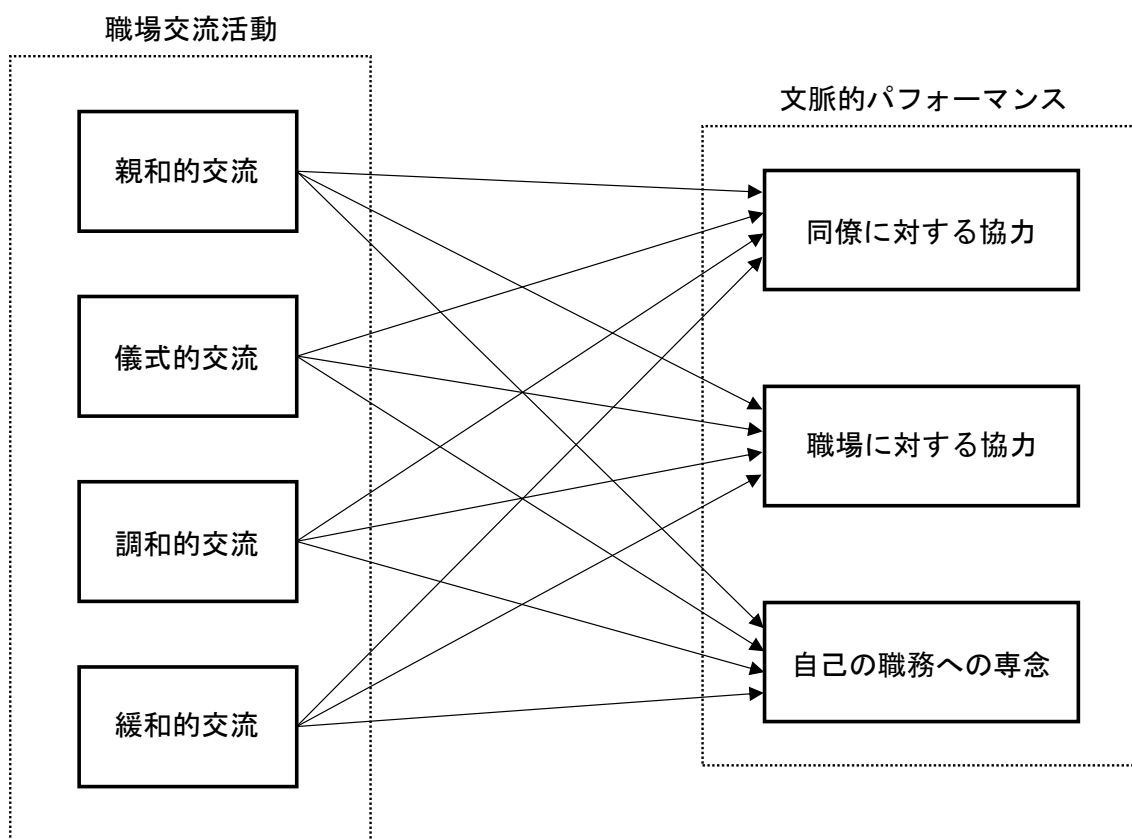 職場交流活動
親和的交流
儀式的交流
調和的交流
緩和的交流
文脈的パフォーマンス
同僚に対する協力
職場に対する協力
自己の職務への専念